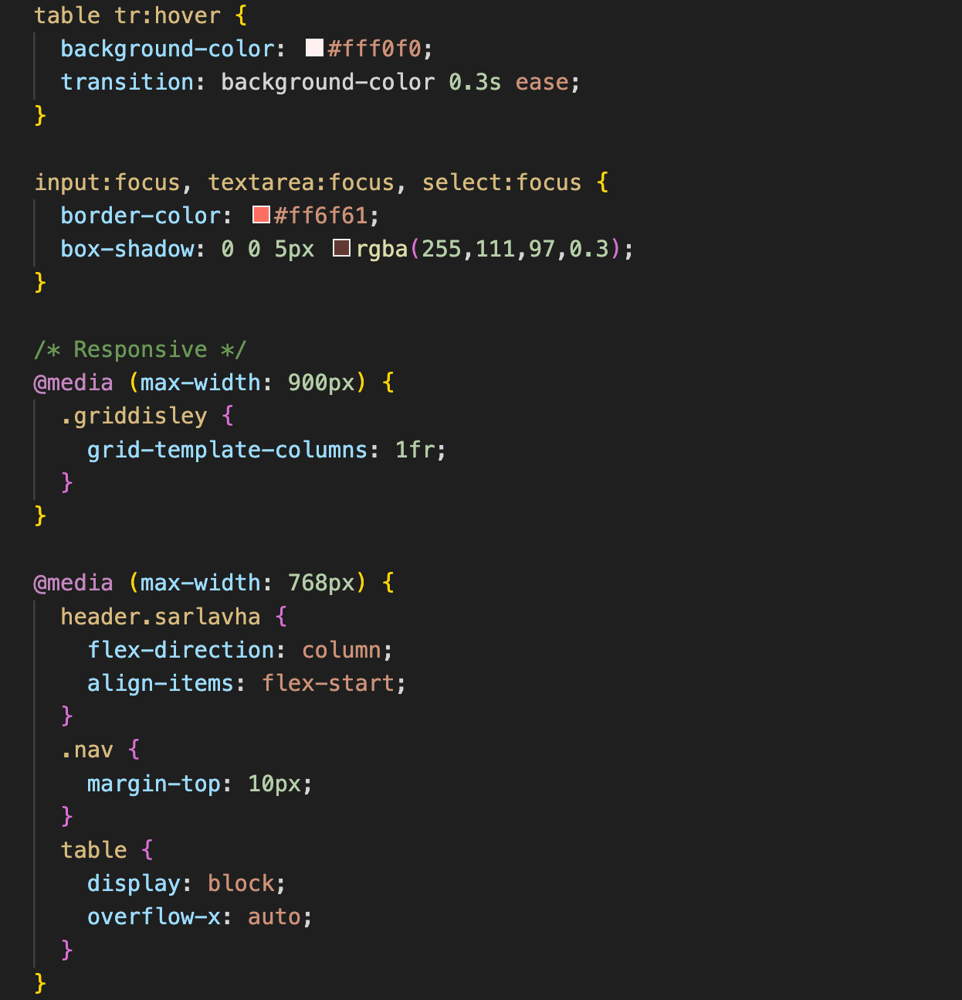 table tr:hover {
  background-color: #fff0f0;
  transition: background-color 0.3s ease;
}

input:focus, textarea:focus, select:focus {
  border-color: #ff6f61;
  box-shadow: 0 0 5px rgba(255,111,97,0.3);
}

/* Responsive */
@media (max-width: 900px) {
  .griddisley {
    grid-template-columns: 1fr;
  }
}

@media (max-width: 768px) {
  header.sarlavha {
    flex-direction: column;
    align-items: flex-start;
  }
  .nav {
    margin-top: 10px;
  }
  table {
    display: block;
    overflow-x: auto;
  }
}